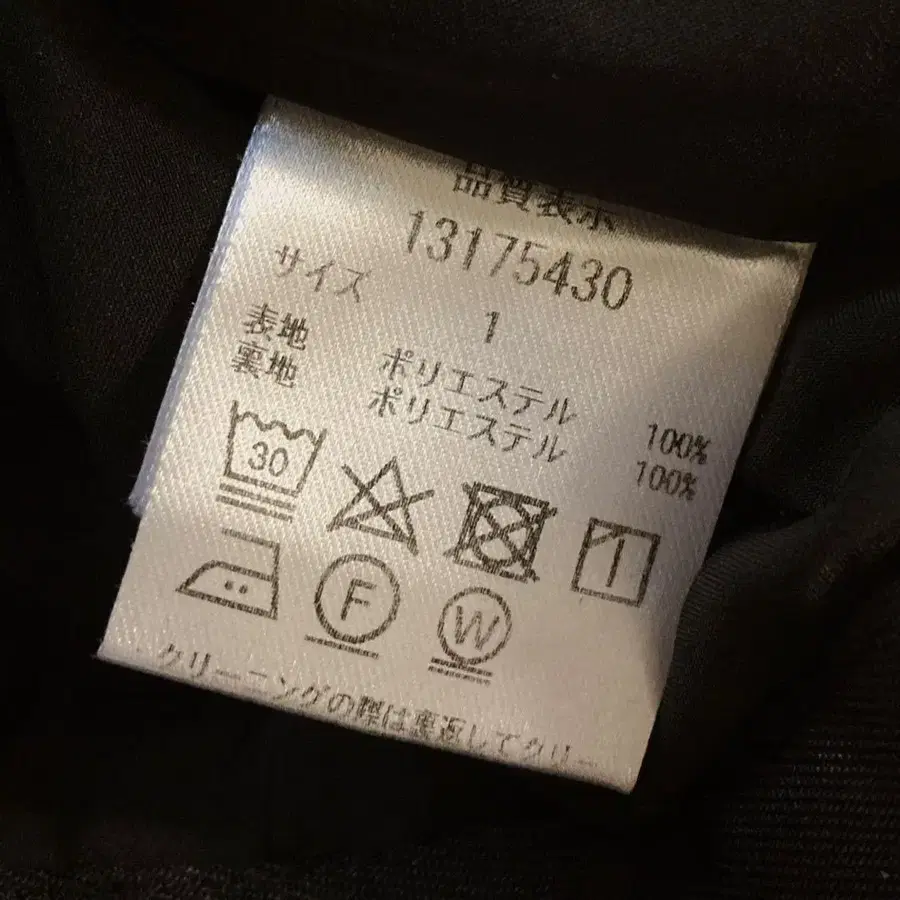 品質表示
13175430
サイズ 1
表地 ポリエステル 100%
裏地 ポリエステル 100%
30
F W
・クリーニングの際は裏返してクリー